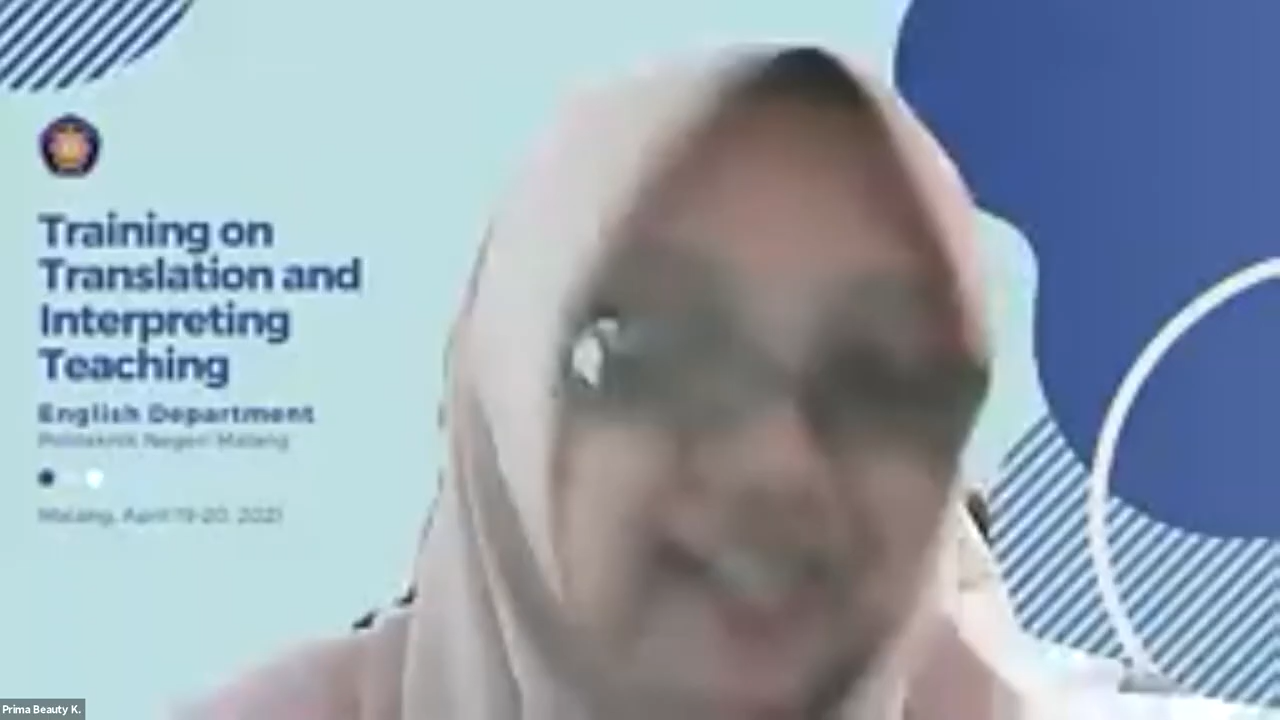 Training on
Translation and
Interpreting
Teaching
English Department
Politeknik Negeri Malang
Malang, April 19-20, 2021
Prima Beauty K.